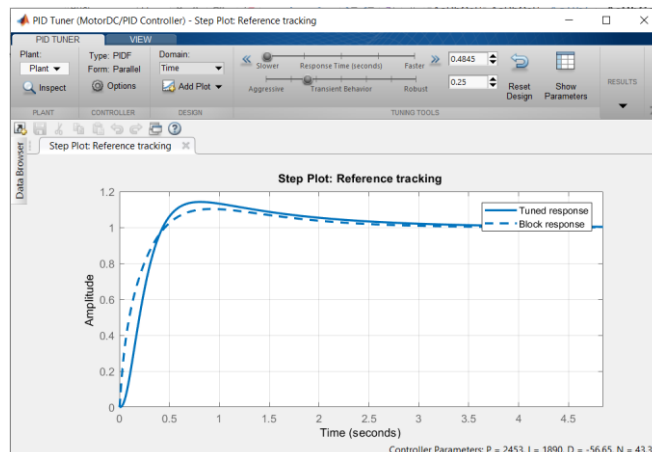 PID Tuner (MotorDC/PID Controller) - Step Plot: Reference tracking
PID TUNER VIEW
Plant: Type: PIDF Domain:
Plant Form: Parallel Time Slower Response Time (seconds) Faster 0.4845
Inspect Options Add Plot Aggressive Transient Behavior Robust 0.25 Reset Design Show Parameters RESULTS
PLANT CONTROLLER DESIGN TUNING TOOLS
Data Browser
Step Plot: Reference tracking
Step Plot: Reference tracking
Tuned response
Block response
Amplitude
1.2
1
0.8
0.6
0.4
0.2
0
0 0.5 1 1.5 2 2.5 3 3.5 4 4.5
Time (seconds)
Controller Parameters: P = 2453, I = 1890, D = -56.65, N = 43.3